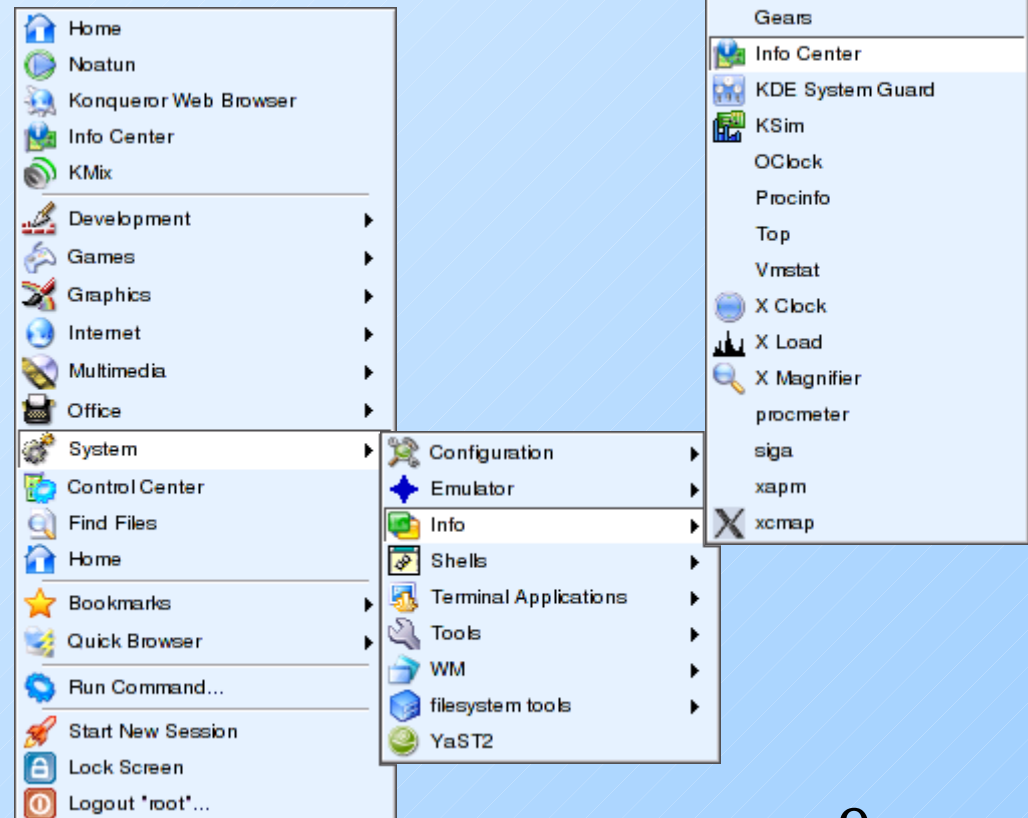 Home
Noatun
Konqueror Web Browser
Info Center
KMix
Development
Games
Graphics
Internet
Multimedia
Office
System
Control Center
Find Files
Home
Bookmarks
Quick Browser
Run Command...
Start New Session
Lock Screen
Logout "root"...
Configuration
Emulator
Info
Shells
Terminal Applications
Tools
WM
filesystem tools
YaST2
Gears
Info Center
KDE System Guard
KSim
OClock
Procinfo
Top
Vmstat
X Clock
X Load
X Magnifier
procmeter
siga
xapm
xcmap